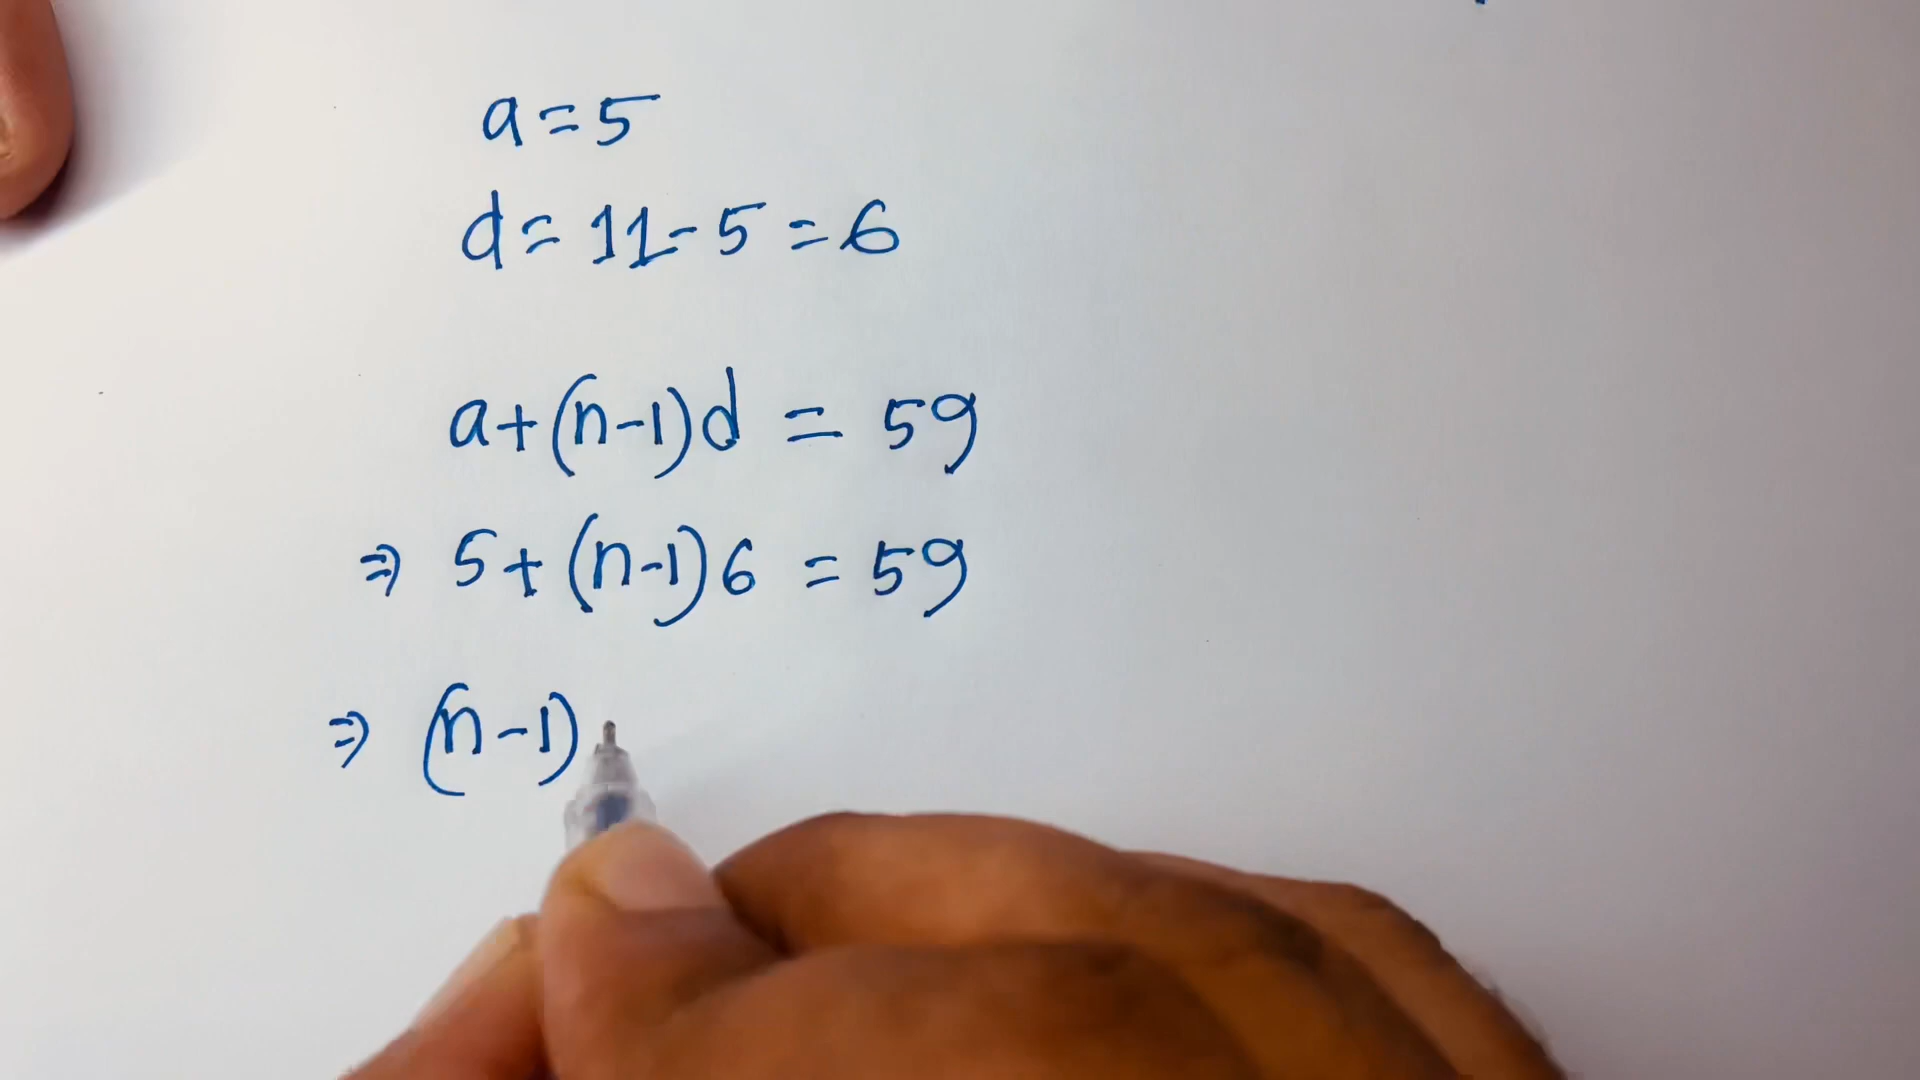 a = 5
d = 11 - 5 = 6
a + (n-1)d = 59
⇒ 5 + (n-1)6 = 59
⇒ (n-1)